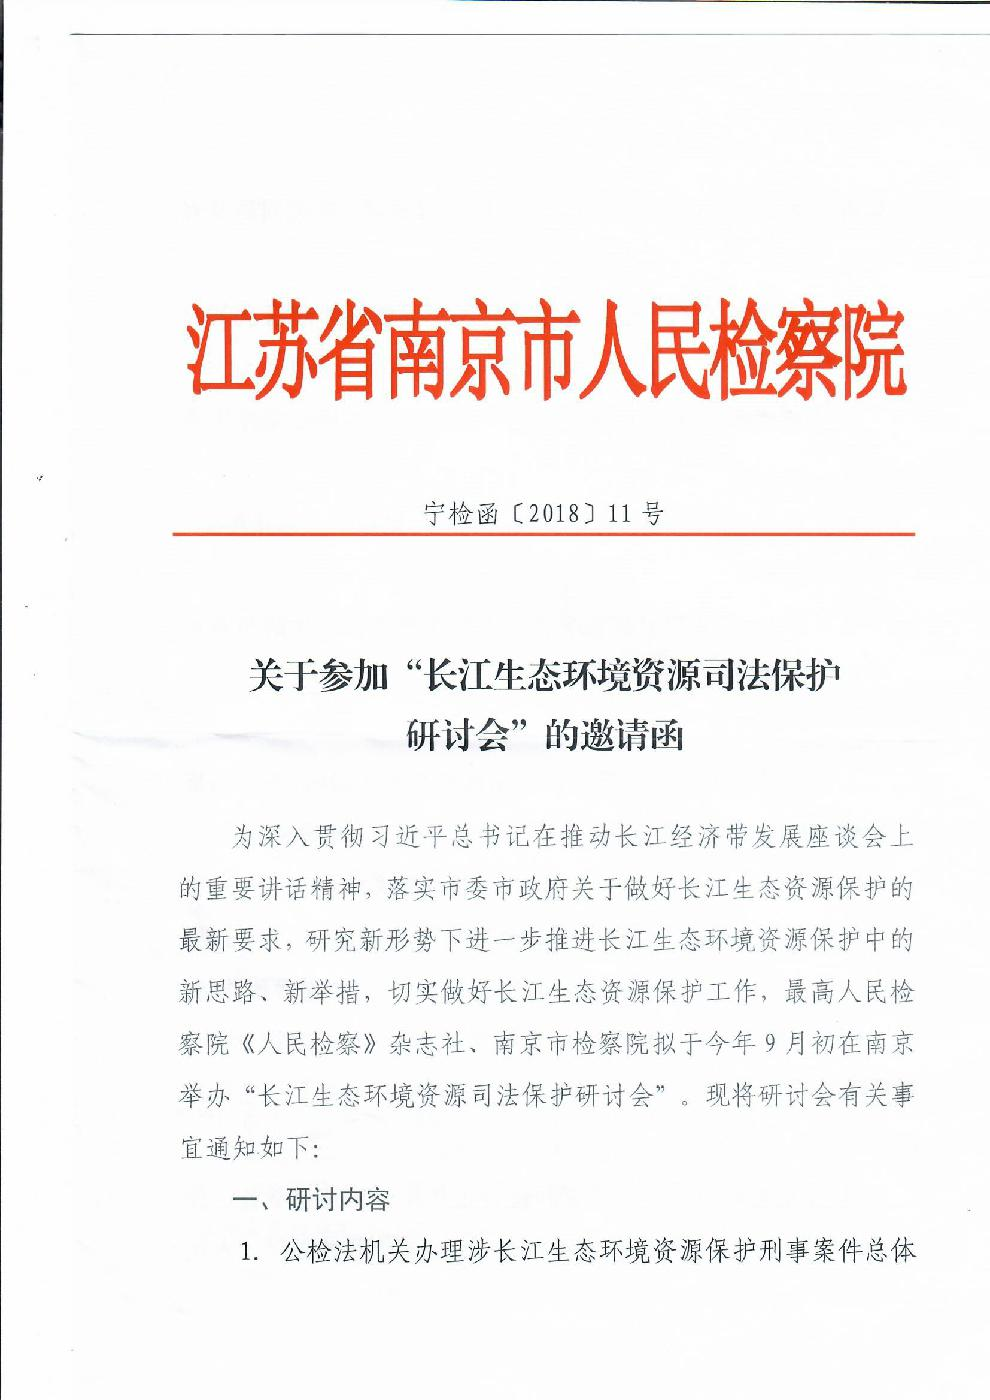 江苏省南京市人民检察院
宁检函〔2018〕11 号
关于参加“长江生态环境资源司法保护
研讨会”的邀请函
为深入贯彻习近平总书记在推动长江经济带发展座谈会上
的重要讲话精神，落实市委市政府关于做好长江生态资源保护的
最新要求，研究新形势下进一步推进长江生态环境资源保护中的
新思路、新举措，切实做好长江生态资源保护工作，最高人民检
察院《人民检察》杂志社、南京市检察院拟于今年 9 月初在南京
举办“长江生态环境资源司法保护研讨会”。现将研讨会有关事
宜通知如下：
一、研讨内容
1. 公检法机关办理涉长江生态环境资源保护刑事案件总体